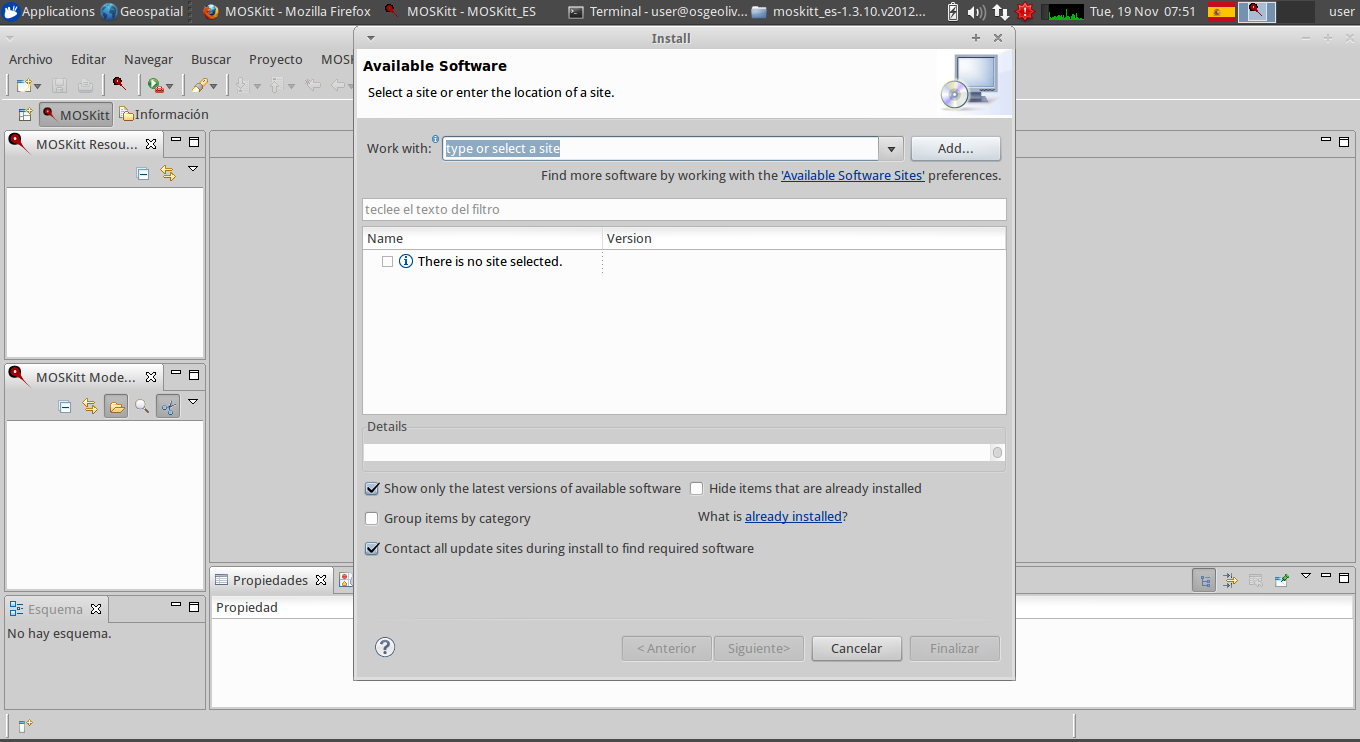 Applications Geospatial MOSKitt - Mozilla Firefox MOSKitt - MOSKitt_ES Terminal - user@osgeoliv... moskitt_es-1.3.10.v2012... Tue, 19 Nov 07:51 user
Install
Archivo Editar Navegar Buscar Proyecto MOSK
MOSKitt Información
MOSKitt Resou...
Available Software
Select a site or enter the location of a site.
Work with: type or select a site Add...
Find more software by working with the 'Available Software Sites' preferences.
teclee el texto del filtro
Name Version
There is no site selected.
MOSKitt Mode...
Details
Show only the latest versions of available software Hide items that are already installed
Group items by category What is already installed?
Contact all update sites during install to find required software
Propiedades
Propiedad
Esquema
No hay esquema.
< Anterior Siguiente> Cancelar Finalizar